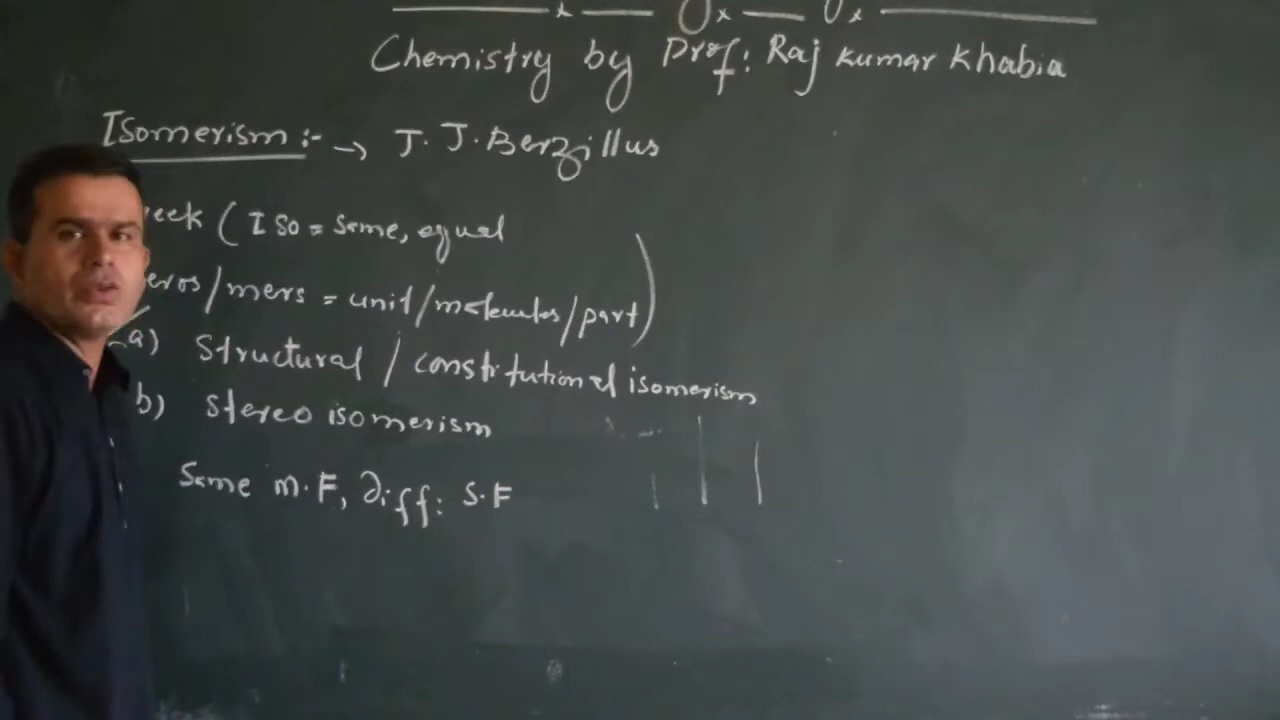 Chemistry by Prof: Raj Kumar Khabia
Isomerism :- → J. J. Berzillus
eek ( Iso = Same, equal
eros/mers = unit/molecules/part )
a) Structural / constitutional isomerism
b) Stereo isomerism
Same M.F, Diff: S.F